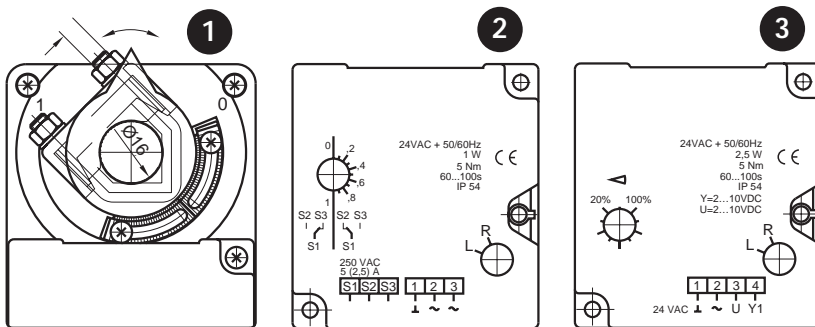 1
1
0
Φ16
2
0
,2
,4
,6
,8
1
S2 S3 S2 S3
S1 S1
24VAC + 50/60Hz
1 W
5 Nm
60...100s
IP 54
CE
R
L
250 VAC
5 (2,5) A
S1 S2 S3 1 2 3
⊥ ~ ~
3
24VAC + 50/60Hz
2,5 W
5 Nm
60...100s
IP 54
Y=2...10VDC
U=2...10VDC
CE
20% 100%
R
L
1 2 3 4
24 VAC ⊥ ~ U Y1